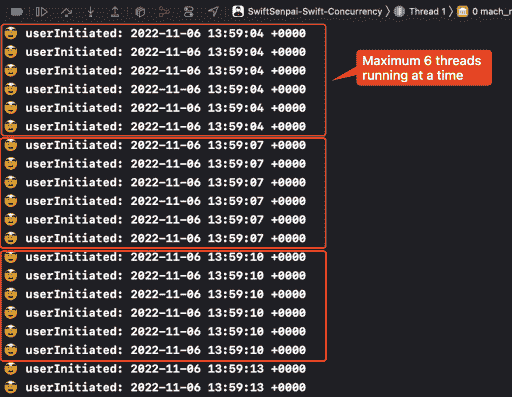 SwiftSenpai-Swift-Concurrency 〉 Thread 1 〉 0 mach_
userInitiated: 2022-11-06 13:59:04 +0000
userInitiated: 2022-11-06 13:59:04 +0000
userInitiated: 2022-11-06 13:59:04 +0000
userInitiated: 2022-11-06 13:59:04 +0000
userInitiated: 2022-11-06 13:59:04 +0000
userInitiated: 2022-11-06 13:59:04 +0000
Maximum 6 threads
running at a time
userInitiated: 2022-11-06 13:59:07 +0000
userInitiated: 2022-11-06 13:59:07 +0000
userInitiated: 2022-11-06 13:59:07 +0000
userInitiated: 2022-11-06 13:59:07 +0000
userInitiated: 2022-11-06 13:59:07 +0000
userInitiated: 2022-11-06 13:59:07 +0000
userInitiated: 2022-11-06 13:59:10 +0000
userInitiated: 2022-11-06 13:59:10 +0000
userInitiated: 2022-11-06 13:59:10 +0000
userInitiated: 2022-11-06 13:59:10 +0000
userInitiated: 2022-11-06 13:59:10 +0000
userInitiated: 2022-11-06 13:59:10 +0000
userInitiated: 2022-11-06 13:59:13 +0000
userInitiated: 2022-11-06 13:59:13 +0000